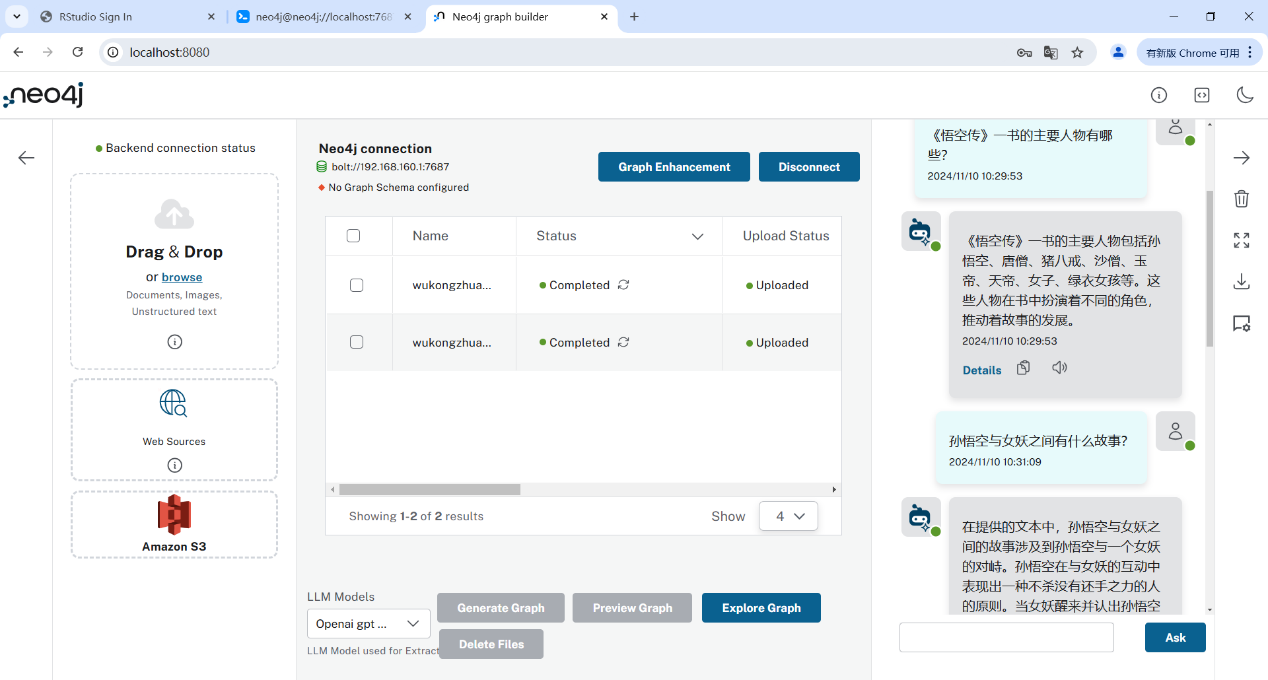 RStudio Sign In
neo4j@neo4j://localhost:768
Neo4j graph builder
localhost:8080
有新版 Chrome 可用
neo4j
Backend connection status
Drag & Drop
or browse
Documents, Images,
Unstructured text
Web Sources
Amazon S3
Neo4j connection
bolt://192.168.160.1:7687
No Graph Schema configured
Graph Enhancement
Disconnect
Name
Status
Upload Status
wukongzhua...
Completed
Uploaded
wukongzhua...
Completed
Uploaded
Showing 1-2 of 2 results
Show
4
LLM Models
Openai gpt ...
LLM Model used for Extract
Generate Graph
Preview Graph
Explore Graph
Delete Files
《悟空传》一书的主要人物有哪
些?
2024/11/10 10:29:53
《悟空传》一书的主要人物包括孙
悟空、唐僧、猪八戒、沙僧、玉
帝、天帝、女子、绿衣女孩等。这
些人物在书中扮演着不同的角色，
推动着故事的发展。
2024/11/10 10:29:53
Details
孙悟空与女妖之间有什么故事?
2024/11/10 10:31:09
在提供的文本中，孙悟空与女妖之
间的故事涉及到孙悟空与一个女妖
的对峙。孙悟空在与女妖的互动中
表现出一种不杀没有还手之力的人
的原则。当女妖醒来并认出孙悟空
Ask